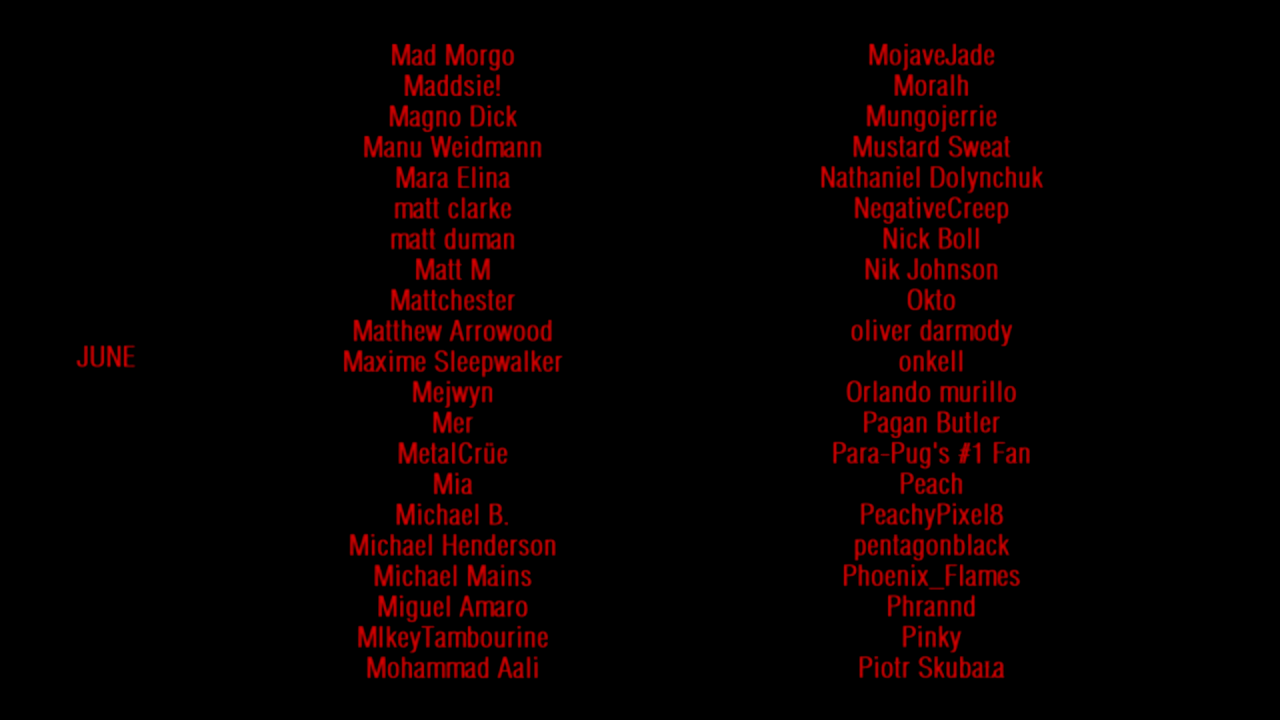 JUNE
Mad Morgo
Maddsie!
Magno Dick
Manu Weidmann
Mara Elina
matt clarke
matt duman
Matt M
Mattchester
Matthew Arrowood
Maxime Sleepwalker
Mejwyn
Mer
MetalCrüe
Mia
Michael B.
Michael Henderson
Michael Mains
Miguel Amaro
MIkeyTambourine
Mohammad Aali
MojaveJade
Moralh
Mungojerrie
Mustard Sweat
Nathaniel Dolynchuk
NegativeCreep
Nick Boll
Nik Johnson
Okto
oliver darmody
onkell
Orlando murillo
Pagan Butler
Para-Pug's #1 Fan
Peach
PeachyPixel8
pentagonblack
Phoenix_Flames
Phrannd
Pinky
Piotr Skubała